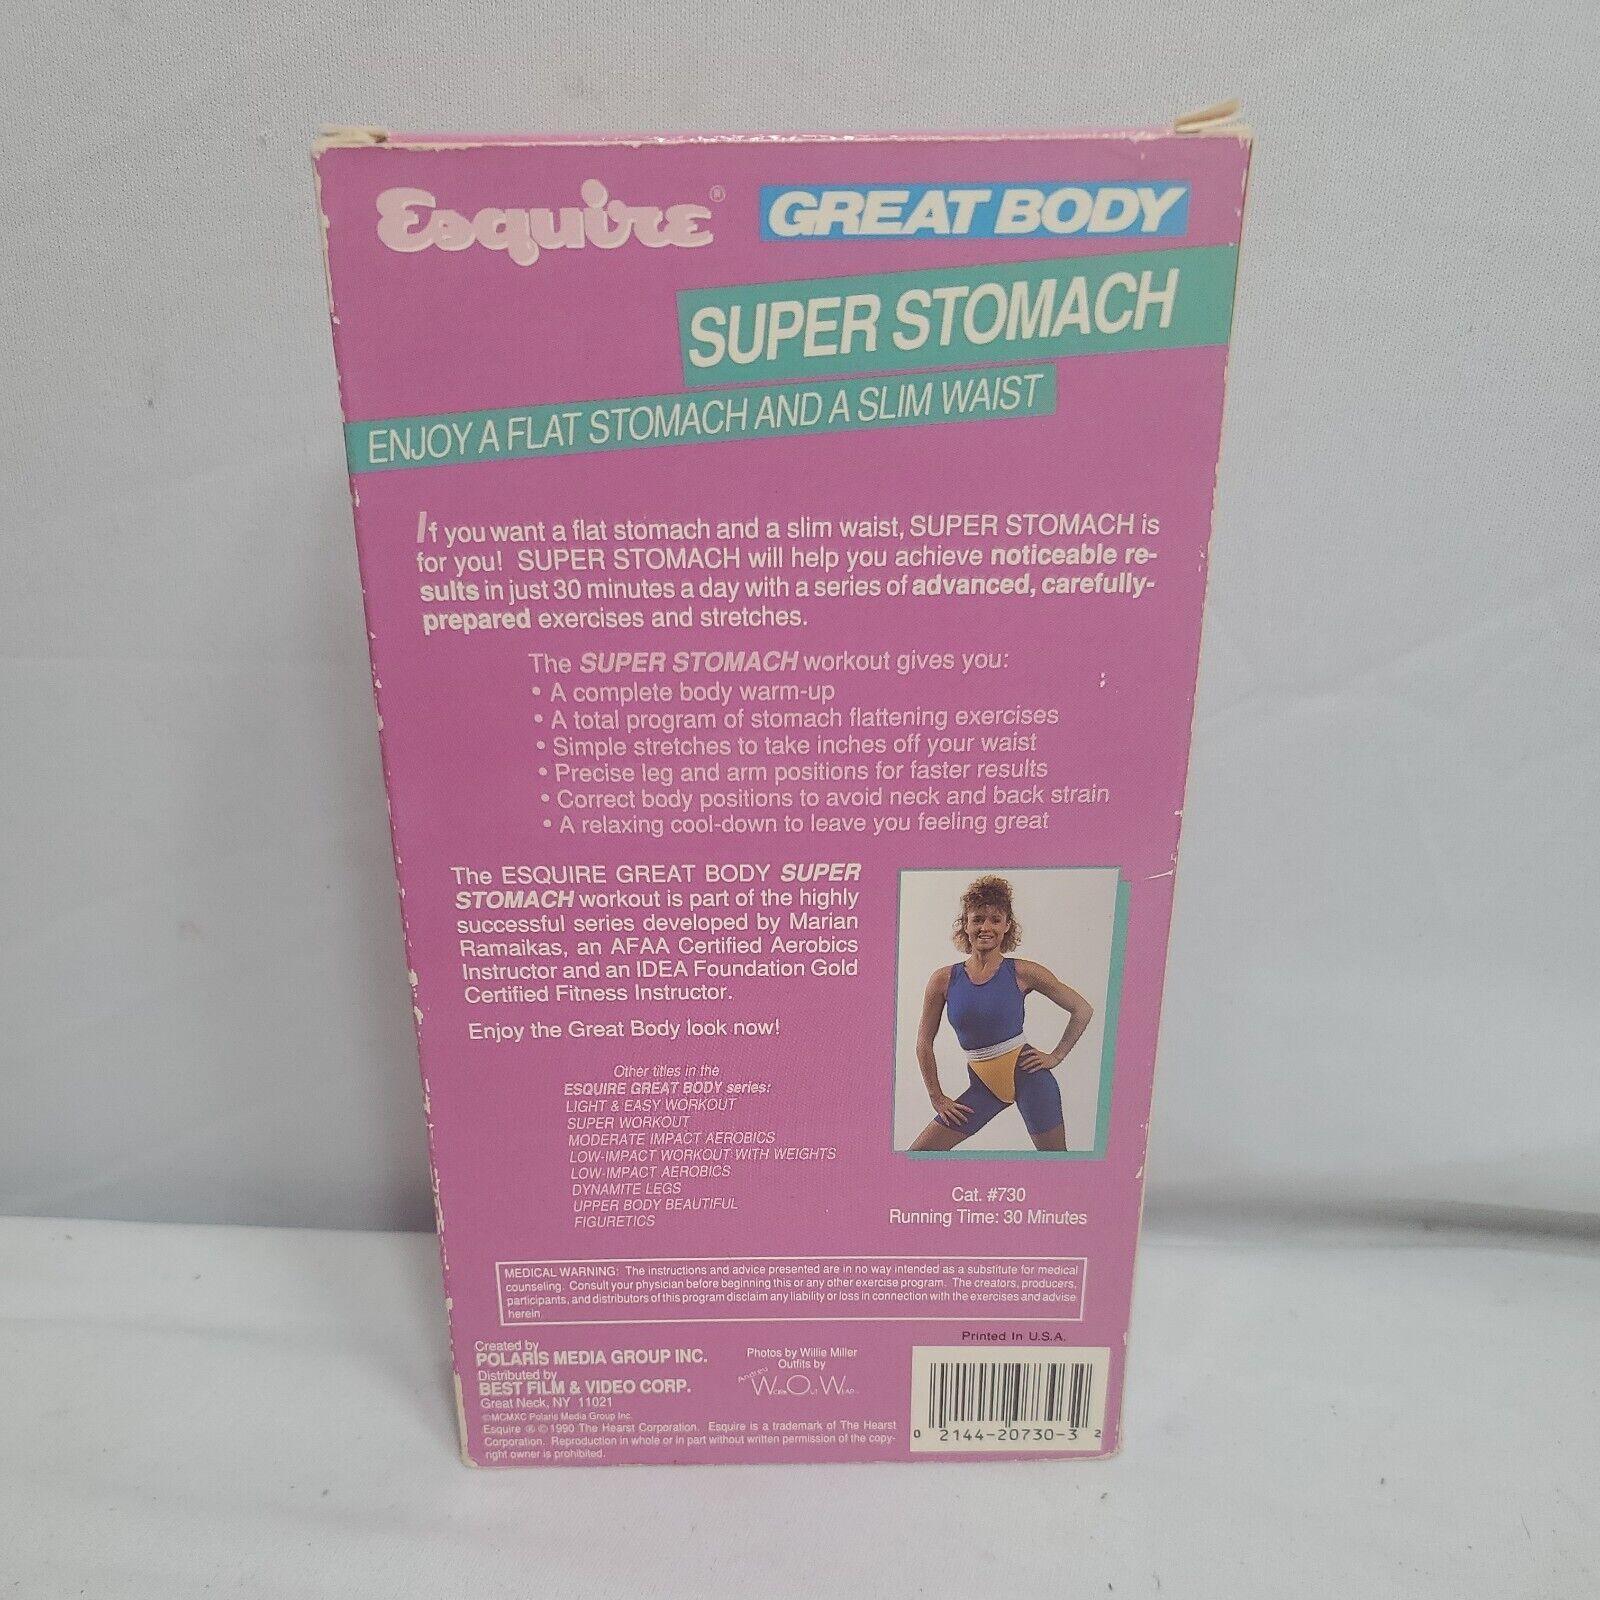 Esquire®
GREAT BODY
SUPER STOMACH
ENJOY A FLAT STOMACH AND A SLIM WAIST
If you want a flat stomach and a slim waist, SUPER STOMACH is
for you! SUPER STOMACH will help you achieve noticeable re-
sults in just 30 minutes a day with a series of advanced, carefully-
prepared exercises and stretches.
The SUPER STOMACH workout gives you:
• A complete body warm-up
• A total program of stomach flattening exercises
• Simple stretches to take inches off your waist
• Precise leg and arm positions for faster results
• Correct body positions to avoid neck and back strain
• A relaxing cool-down to leave you feeling great
The ESQUIRE GREAT BODY SUPER
STOMACH workout is part of the highly
successful series developed by Marian
Ramaikas, an AFAA Certified Aerobics
Instructor and an IDEA Foundation Gold
Certified Fitness Instructor.
Enjoy the Great Body look now!
Other titles in the
ESQUIRE GREAT BODY series:
LIGHT & EASY WORKOUT
SUPER WORKOUT
MODERATE IMPACT AEROBICS
LOW-IMPACT WORKOUT WITH WEIGHTS
LOW-IMPACT AEROBICS
DYNAMITE LEGS
UPPER BODY BEAUTIFUL
FIGURETICS
Cat. #730
Running Time: 30 Minutes
MEDICAL WARNING: The instructions and advice presented are in no way intended as a substitute for medical
counseling. Consult your physician before beginning this or any other exercise program. The creators, producers,
participants, and distributors of this program disclaim any liability or loss in connection with the exercises and advise
herein.
Created by
POLARIS MEDIA GROUP INC.
Distributed by
BEST FILM & VIDEO CORP.
Great Neck, NY 11021
©MCMXC Polaris Media Group Inc.
Esquire ® © 1990 The Hearst Corporation. Esquire is a trademark of The Hearst
Corporation. Reproduction in whole or in part without written permission of the copy-
right owner is prohibited.
Photos by Willie Miller
Outfits by
Andrea
WORK OUT WEAR
Printed In U.S.A.
0 2144-20730-3 2